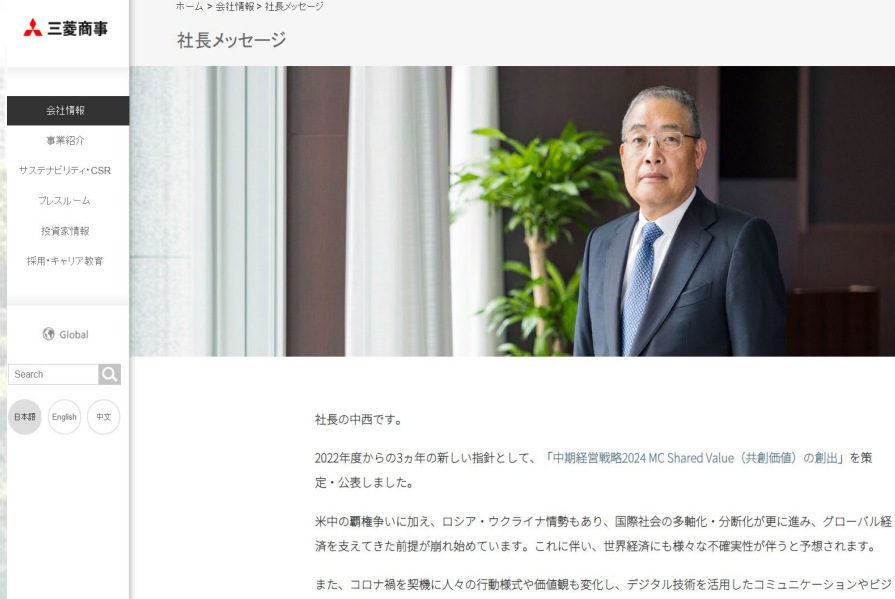 ホーム > 会社情報 > 社長メッセージ
三菱商事
社長メッセージ
会社情報
事業紹介
サステナビリティ・CSR
プレスルーム
投資家情報
採用・キャリア教育
Global
Search
日本語 English 中文
社長の中西です。
2022年度からの3ヵ年の新しい指針として、「中期経営戦略2024 MC Shared Value（共創価値）の創出」を策
定・公表しました。
米中の覇権争いに加え、ロシア・ウクライナ情勢もあり、国際社会の多軸化・分断化が更に進み、グローバル経
済を支えてきた前提が崩れ始めています。これに伴い、世界経済にも様々な不確実性が伴うと予想されます。
また、コロナ禍を契機に人々の行動様式や価値観も変化し、デジタル技術を活用したコミュニケーションやビジ